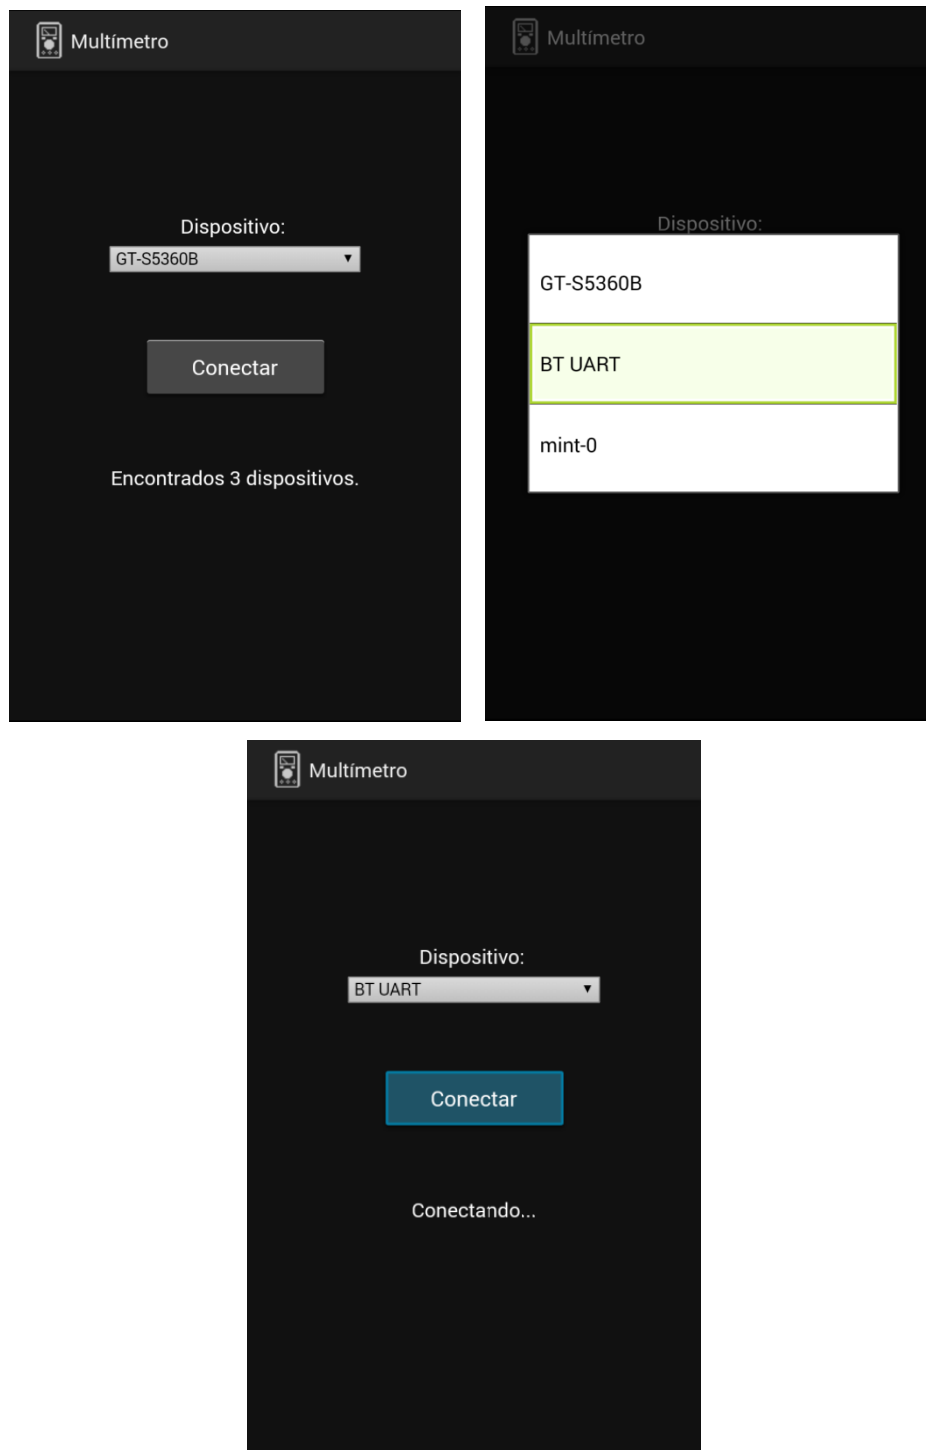 Multímetro
Dispositivo:
GT-S5360B
Conectar
Encontrados 3 dispositivos.
Multímetro
Dispositivo:
GT-S5360B
BT UART
mint-0
Multímetro
Dispositivo:
BT UART
Conectar
Conectando...